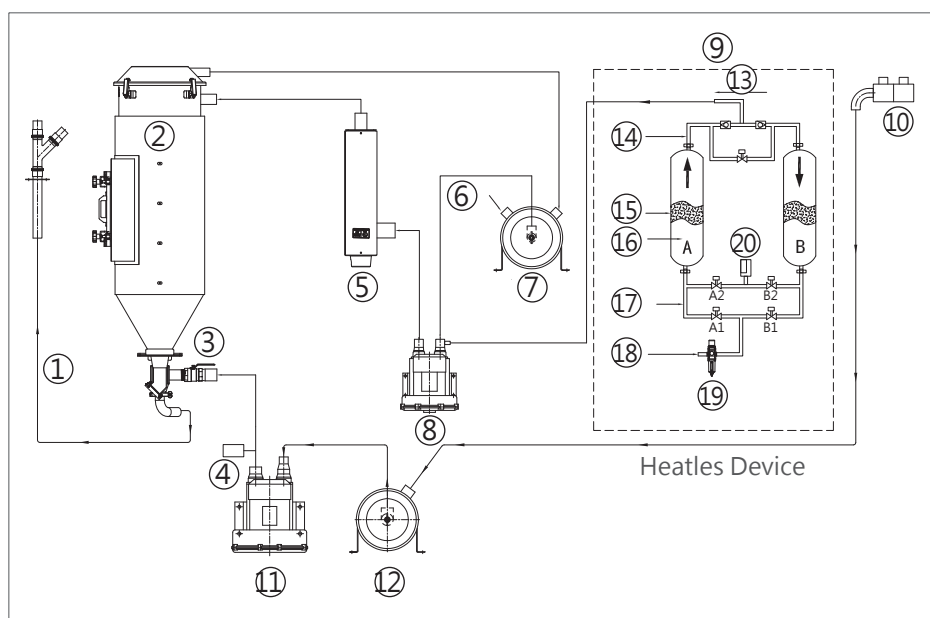 ⑨
⑬
⑩
②
⑭
⑥
⑮
①
⑯
A
⑳
B
⑤
⑦
A2
B2
⑰
③
A1
B1
⑱
⑲
⑧
Heatles Device
④
⑪
⑫